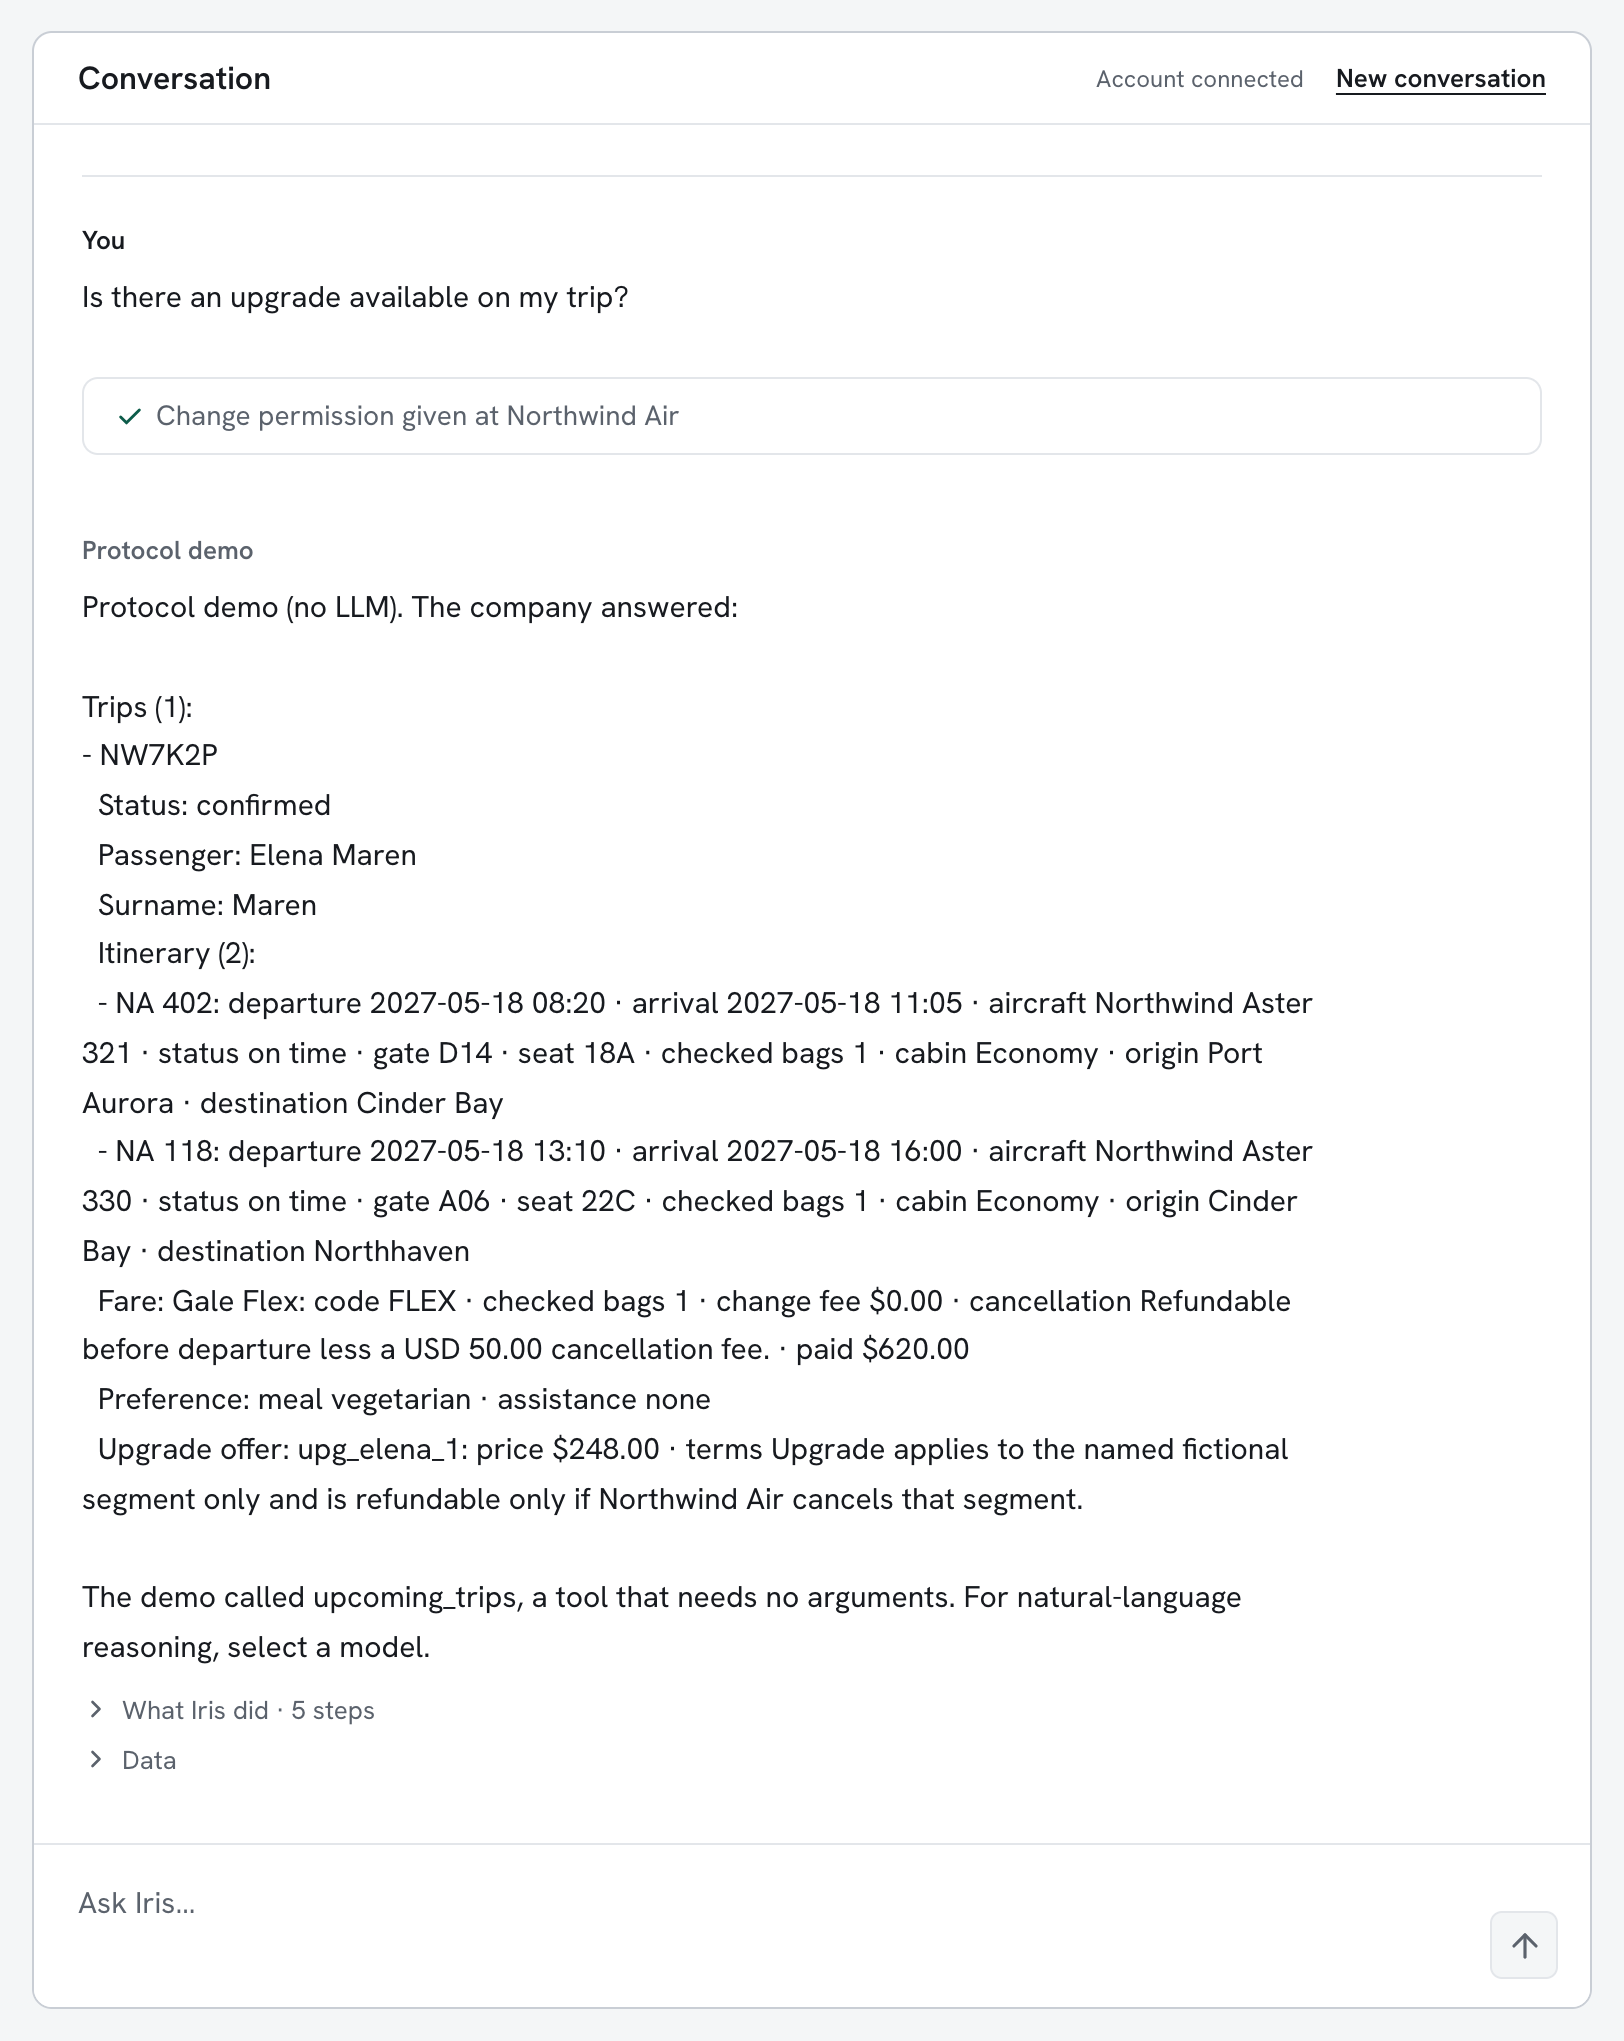 Conversation
Account connected
New conversation
You
Is there an upgrade available on my trip?
Change permission given at Northwind Air
Protocol demo
Protocol demo (no LLM). The company answered:
Trips (1):
- NW7K2P
Status: confirmed
Passenger: Elena Maren
Surname: Maren
Itinerary (2):
- NA 402: departure 2027-05-18 08:20 · arrival 2027-05-18 11:05 · aircraft Northwind Aster
321 · status on time · gate D14 · seat 18A · checked bags 1 · cabin Economy · origin Port
Aurora · destination Cinder Bay
- NA 118: departure 2027-05-18 13:10 · arrival 2027-05-18 16:00 · aircraft Northwind Aster
330 · status on time · gate A06 · seat 22C · checked bags 1 · cabin Economy · origin Cinder
Bay · destination Northhaven
Fare: Gale Flex: code FLEX · checked bags 1 · change fee $0.00 · cancellation Refundable
before departure less a USD 50.00 cancellation fee. · paid $620.00
Preference: meal vegetarian · assistance none
Upgrade offer: upg_elena_1: price $248.00 · terms Upgrade applies to the named fictional
segment only and is refundable only if Northwind Air cancels that segment.
The demo called upcoming_trips, a tool that needs no arguments. For natural-language
reasoning, select a model.
What Iris did · 5 steps
Data
Ask Iris...